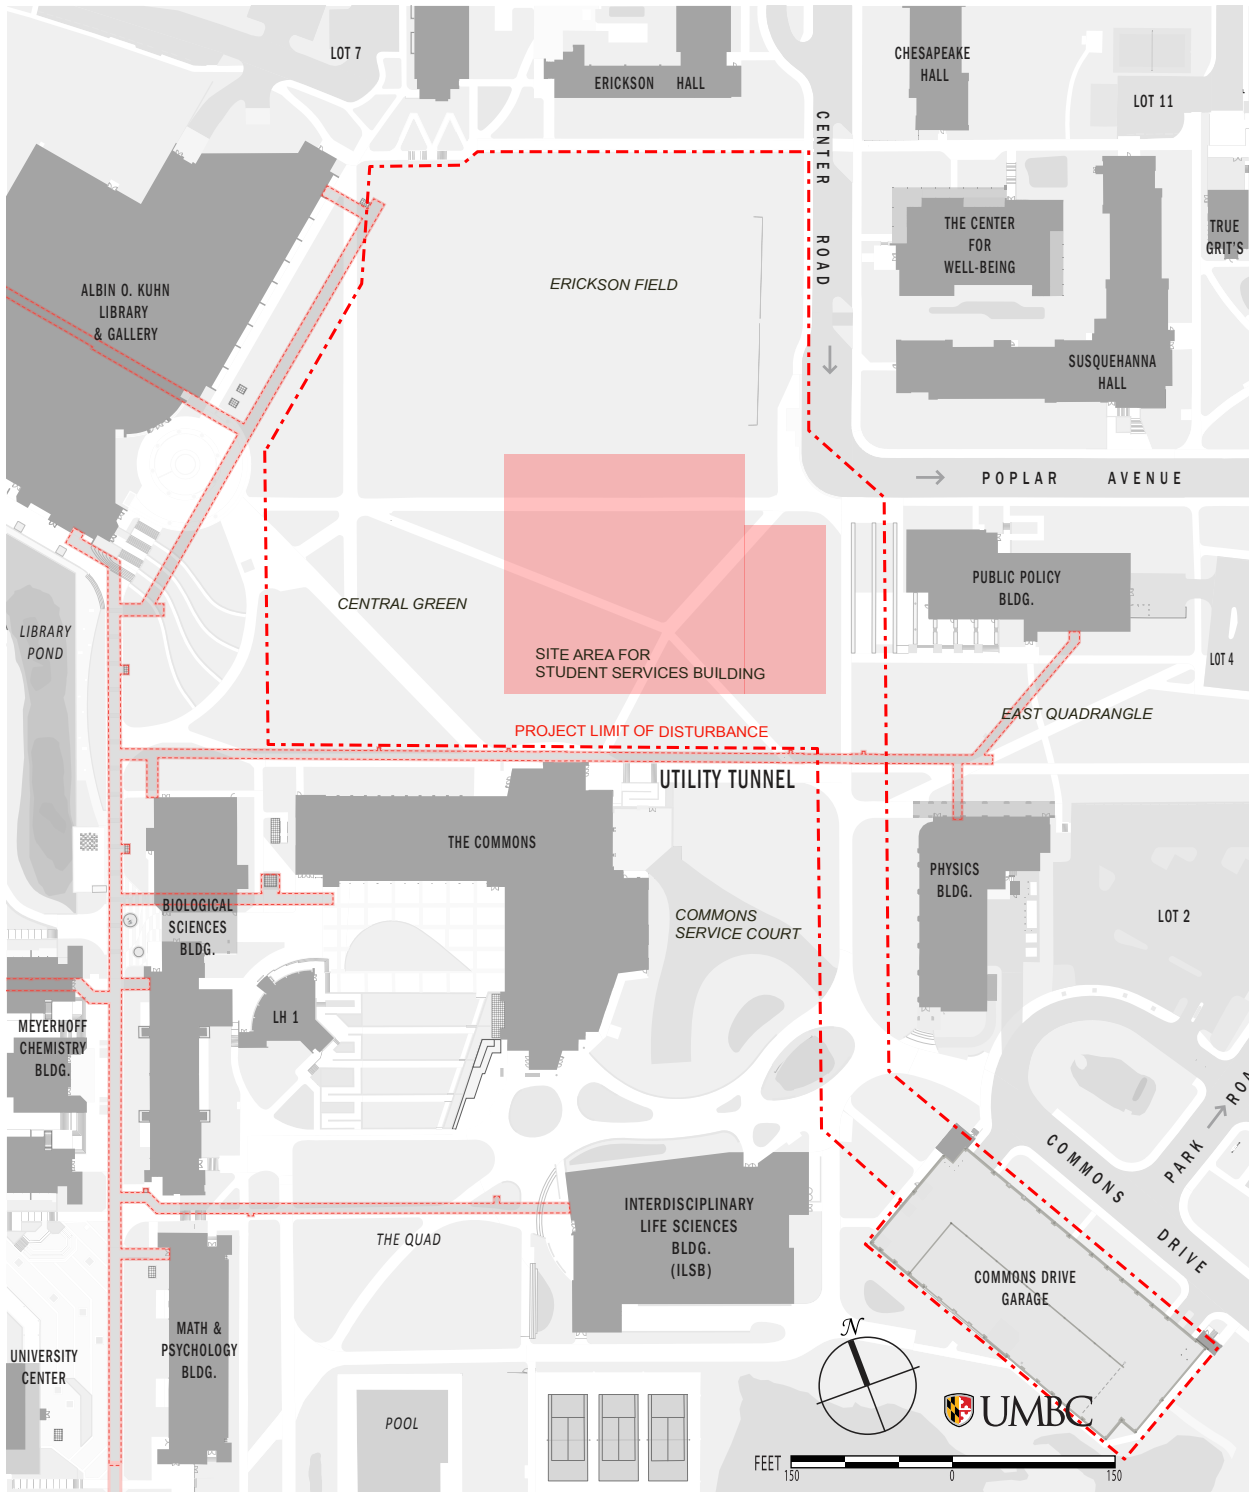 LOT 7
ERICKSON HALL
CHESAPEAKE
HALL
LOT 11
CENTER ROAD
THE CENTER
FOR
WELL-BEING
TRUE
GRIT'S
ERICKSON FIELD
ALBIN O. KUHN
LIBRARY
& GALLERY
SUSQUEHANNA
HALL
POPLAR AVENUE
PUBLIC POLICY
BLDG.
CENTRAL GREEN
LIBRARY
POND
SITE AREA FOR
STUDENT SERVICES BUILDING
LOT 4
EAST QUADRANGLE
PROJECT LIMIT OF DISTURBANCE
UTILITY TUNNEL
THE COMMONS
PHYSICS
BLDG.
BIOLOGICAL
SCIENCES
BLDG.
COMMONS
SERVICE COURT
LOT 2
LH 1
MEYERHOFF
CHEMISTRY
BLDG.
COMMONS DRIVE
PARK ROA
INTERDISCIPLINARY
LIFE SCIENCES
BLDG.
(ILSB)
THE QUAD
COMMONS DRIVE
GARAGE
MATH &
PSYCHOLOGY
BLDG.
UNIVERSITY
CENTER
POOL
N
UMBC
FEET
150 0 150